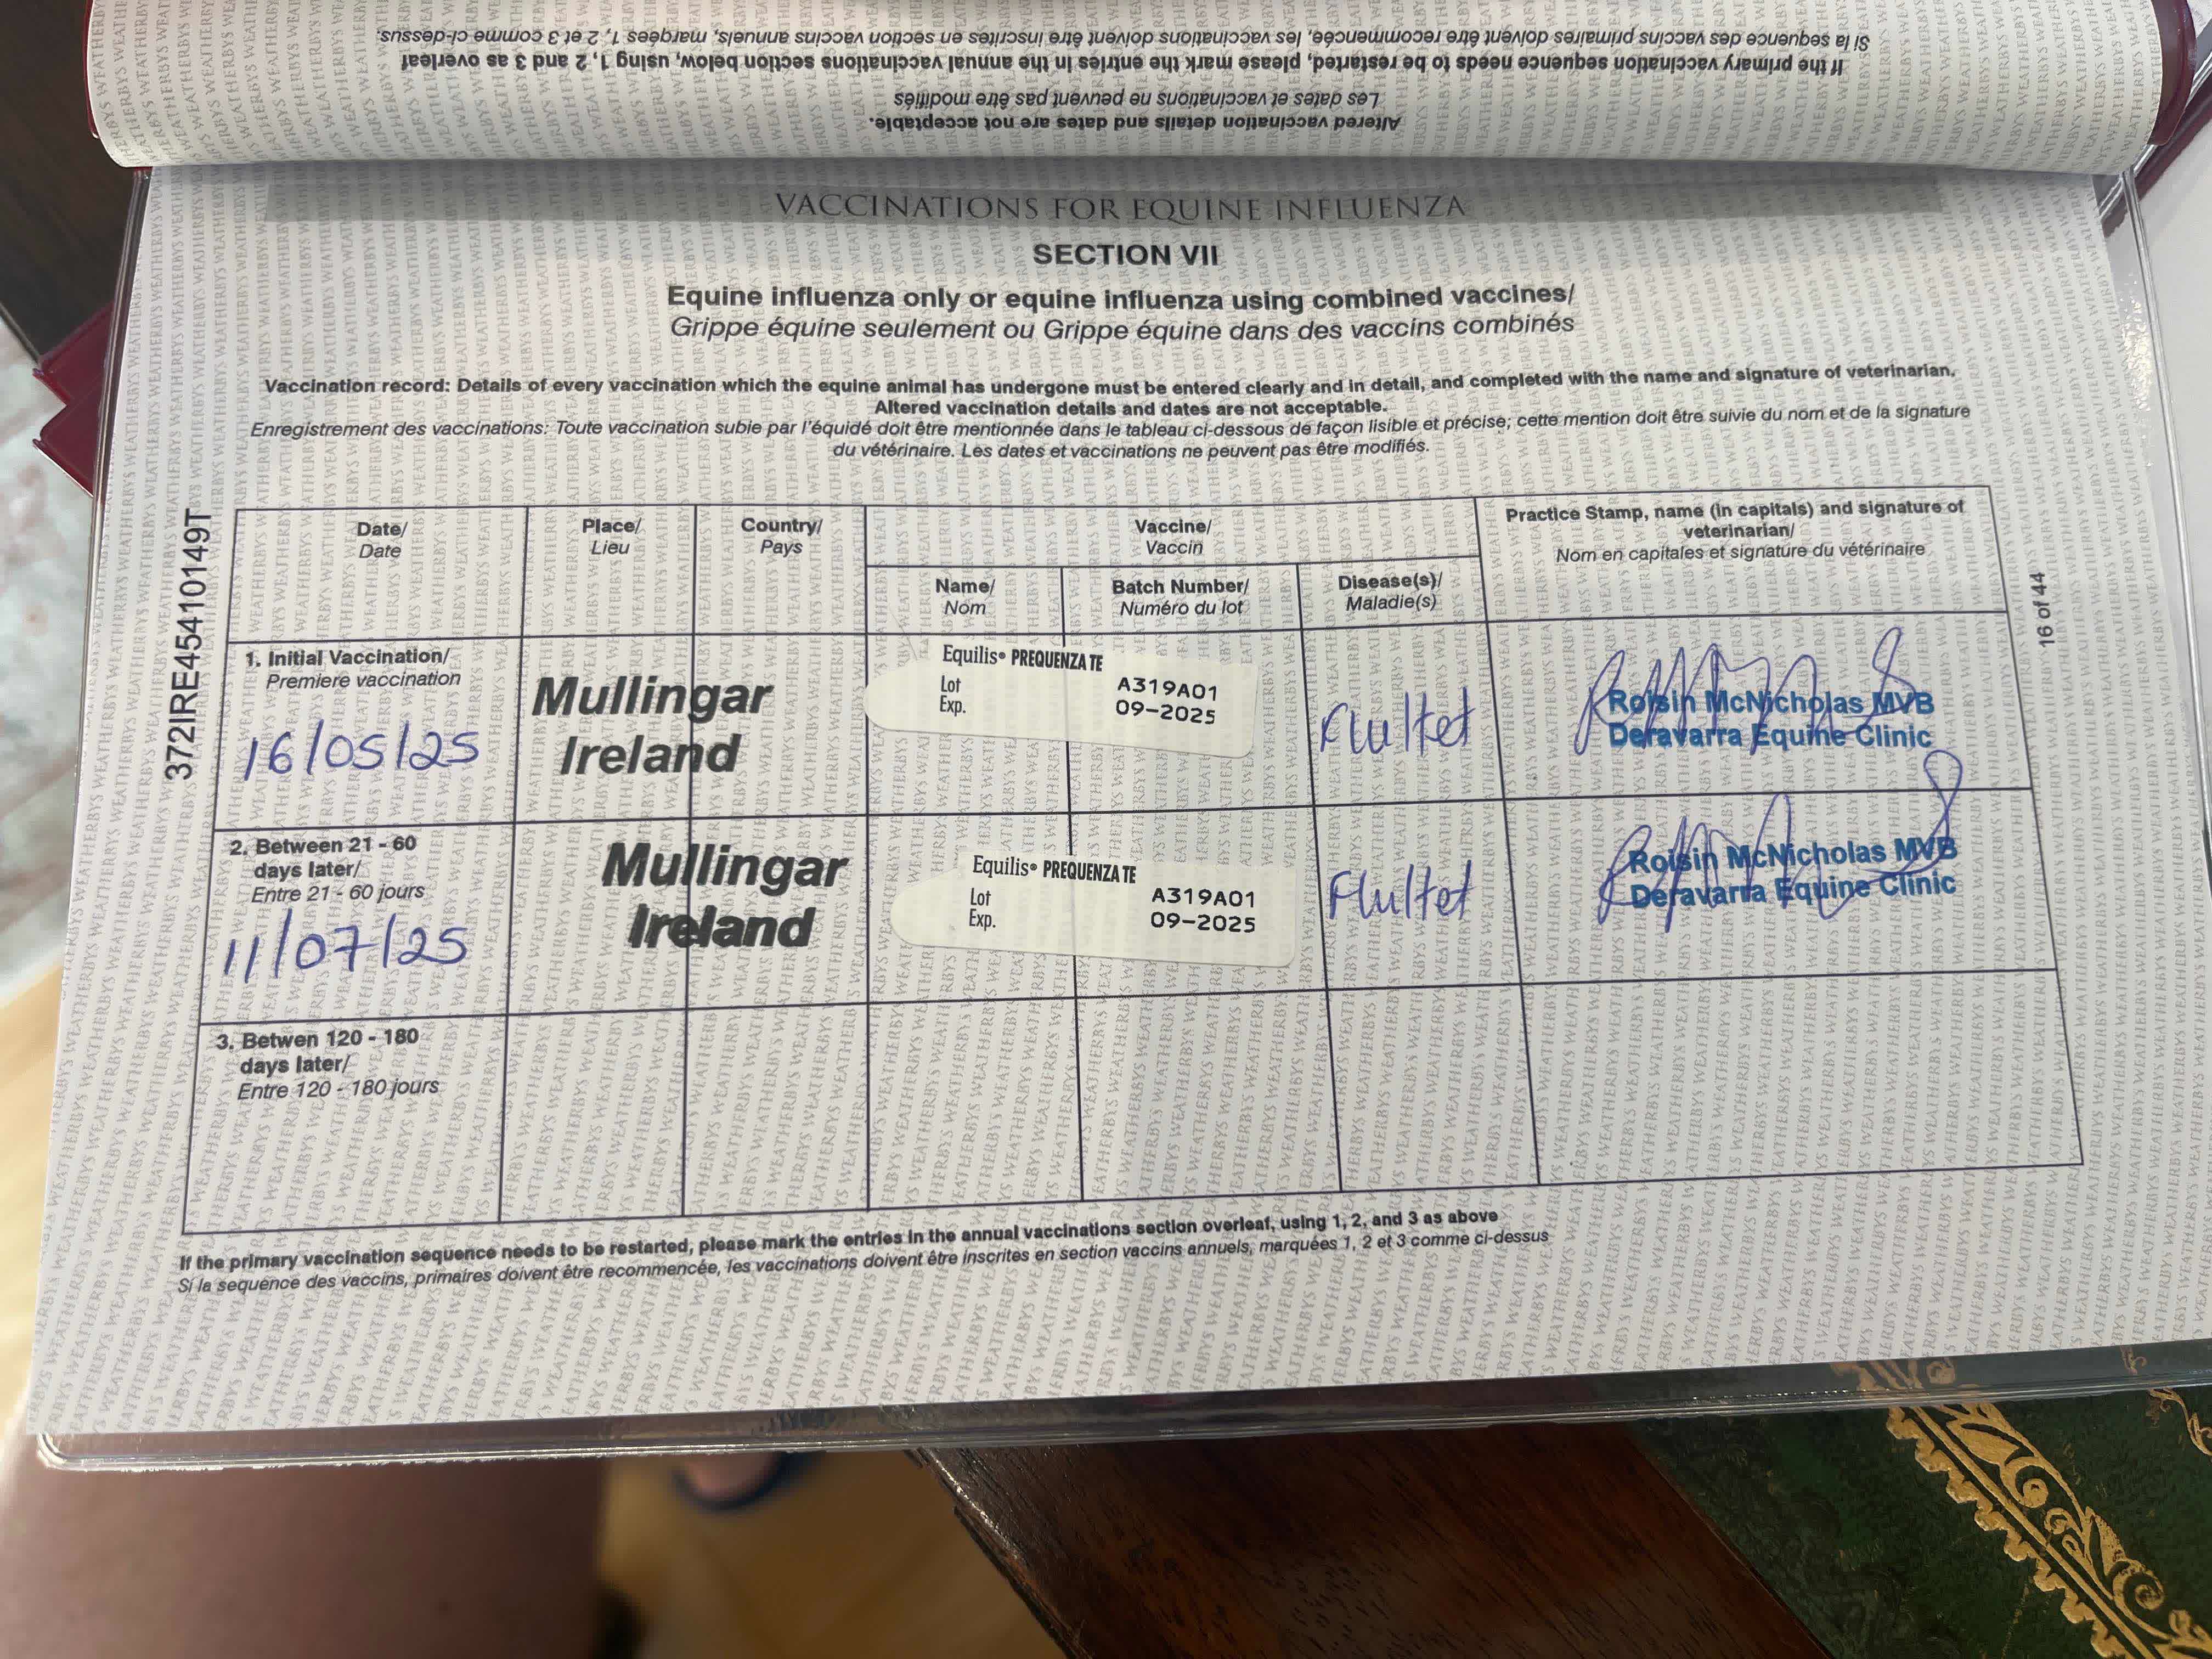 Si la sequence des vaccins primaires doivent être recommencée, les vaccinations doivent être inscrites en section vaccins annuels, marqées 1, 2 et 3 comme ci-dessus.
If the primary vaccination sequence needs to be restarted, please mark the entries in the annual vaccinations section below, using 1, 2 and 3 as overleaf
Les dates et vaccinations ne peuvent pas être modifiés
Altered vaccination details and dates are not acceptable.
VACCINATIONS FOR EQUINE INFLUENZA
SECTION VII
Equine influenza only or equine influenza using combined vaccines/
Grippe équine seulement ou Grippe équine dans des vaccins combinés
Vaccination record: Details of every vaccination which the equine animal has undergone must be entered clearly and in detail, and completed with the name and signature of veterinarian.
Altered vaccination details and dates are not acceptable.
Enregistrement des vaccinations: Toute vaccination subie par l'équidé doit être mentionnée dans le tableau ci-dessous de façon lisible et précise; cette mention doit être suivie du nom et de la signature
du vétérinaire. Les dates et vaccinations ne peuvent pas être modifiés.
372IRE45410149T
16 of 44
Date/
Date
Place/
Lieu
Country/
Pays
Vaccine/
Vaccin
Practice Stamp, name (in capitals) and signature of
veterinarian/
Nom en capitales et signature du vétérinaire
Name/
Nom
Batch Number/
Numéro du lot
Disease(s)/
Maladie(s)
1. Initial Vaccination/
Premiere vaccination
16/05/25
Mullingar
Ireland
Equilis® PREQUENZA TE
Lot A319A01
Exp. 09-2025
Flu/tet
Roisin McNicholas MVB
Deravarra Equine Clinic
2. Between 21 - 60
days later/
Entre 21 - 60 jours
11/07/25
Mullingar
Ireland
Equilis® PREQUENZA TE
Lot A319A01
Exp. 09-2025
Flu/tet
Roisin McNicholas MVB
Deravarra Equine Clinic
3. Betwen 120 - 180
days later/
Entre 120 - 180 jours
If the primary vaccination sequence needs to be restarted, please mark the entries in the annual vaccinations section overleaf, using 1, 2, and 3 as above
Si la sequence des vaccins, primaires doivent être recommencée, les vaccinations doivent être inscrites en section vaccins annuels, marquées 1, 2 et 3 comme ci-dessus